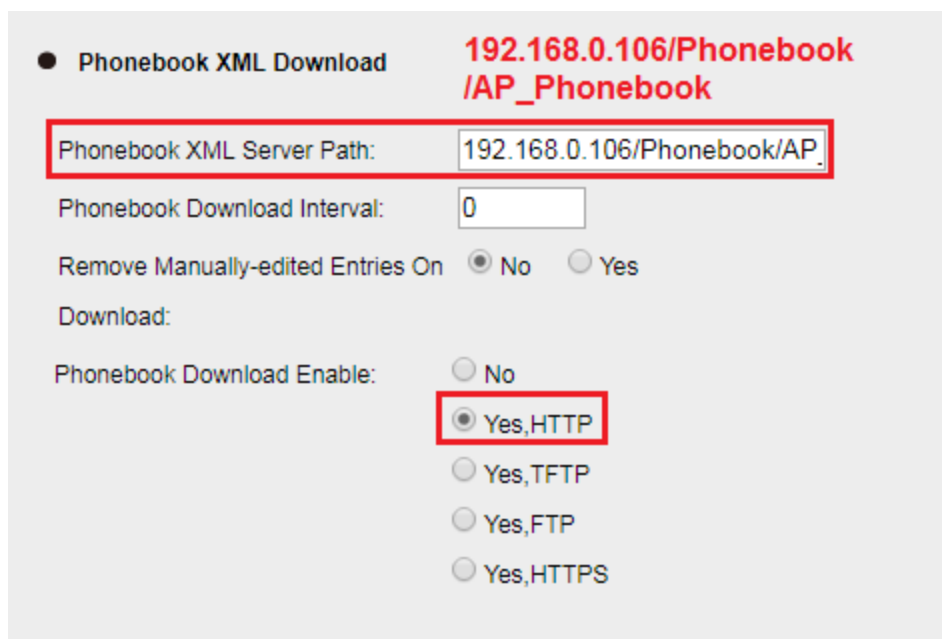 Phonebook XML Download
192.168.0.106/Phonebook
/AP_Phonebook
Phonebook XML Server Path: 192.168.0.106/Phonebook/AP_
Phonebook Download Interval: 0
Remove Manually-edited Entries On No Yes
Download:
Phonebook Download Enable: No
Yes,HTTP
Yes,TFTP
Yes,FTP
Yes,HTTPS